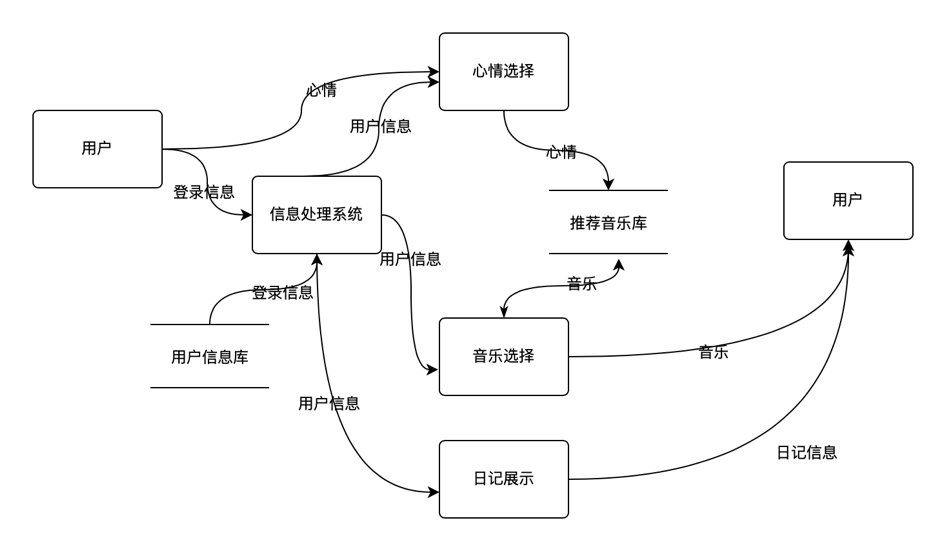 心情选择
心情
用户信息
用户
心情
登录信息
用户
信息处理系统
推荐音乐库
用户信息
音乐
登录信息
用户信息库
音乐选择
音乐
用户信息
日记信息
日记展示